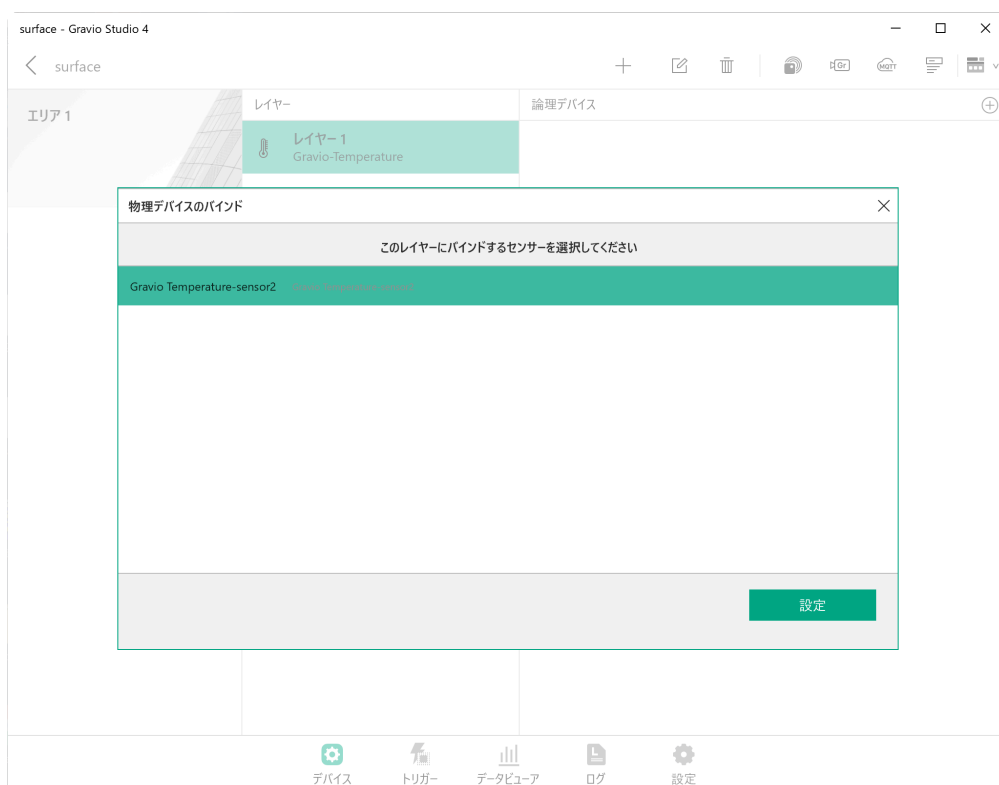 surface - Gravio Studio 4
surface
Gr
MQTT
エリア 1
レイヤー
論理デバイス
レイヤー 1
Gravio-Temperature
物理デバイスのバインド
このレイヤーにバインドするセンサーを選択してください
Gravio Temperature-sensor2
設定
デバイス
トリガー
データビューア
ログ
設定